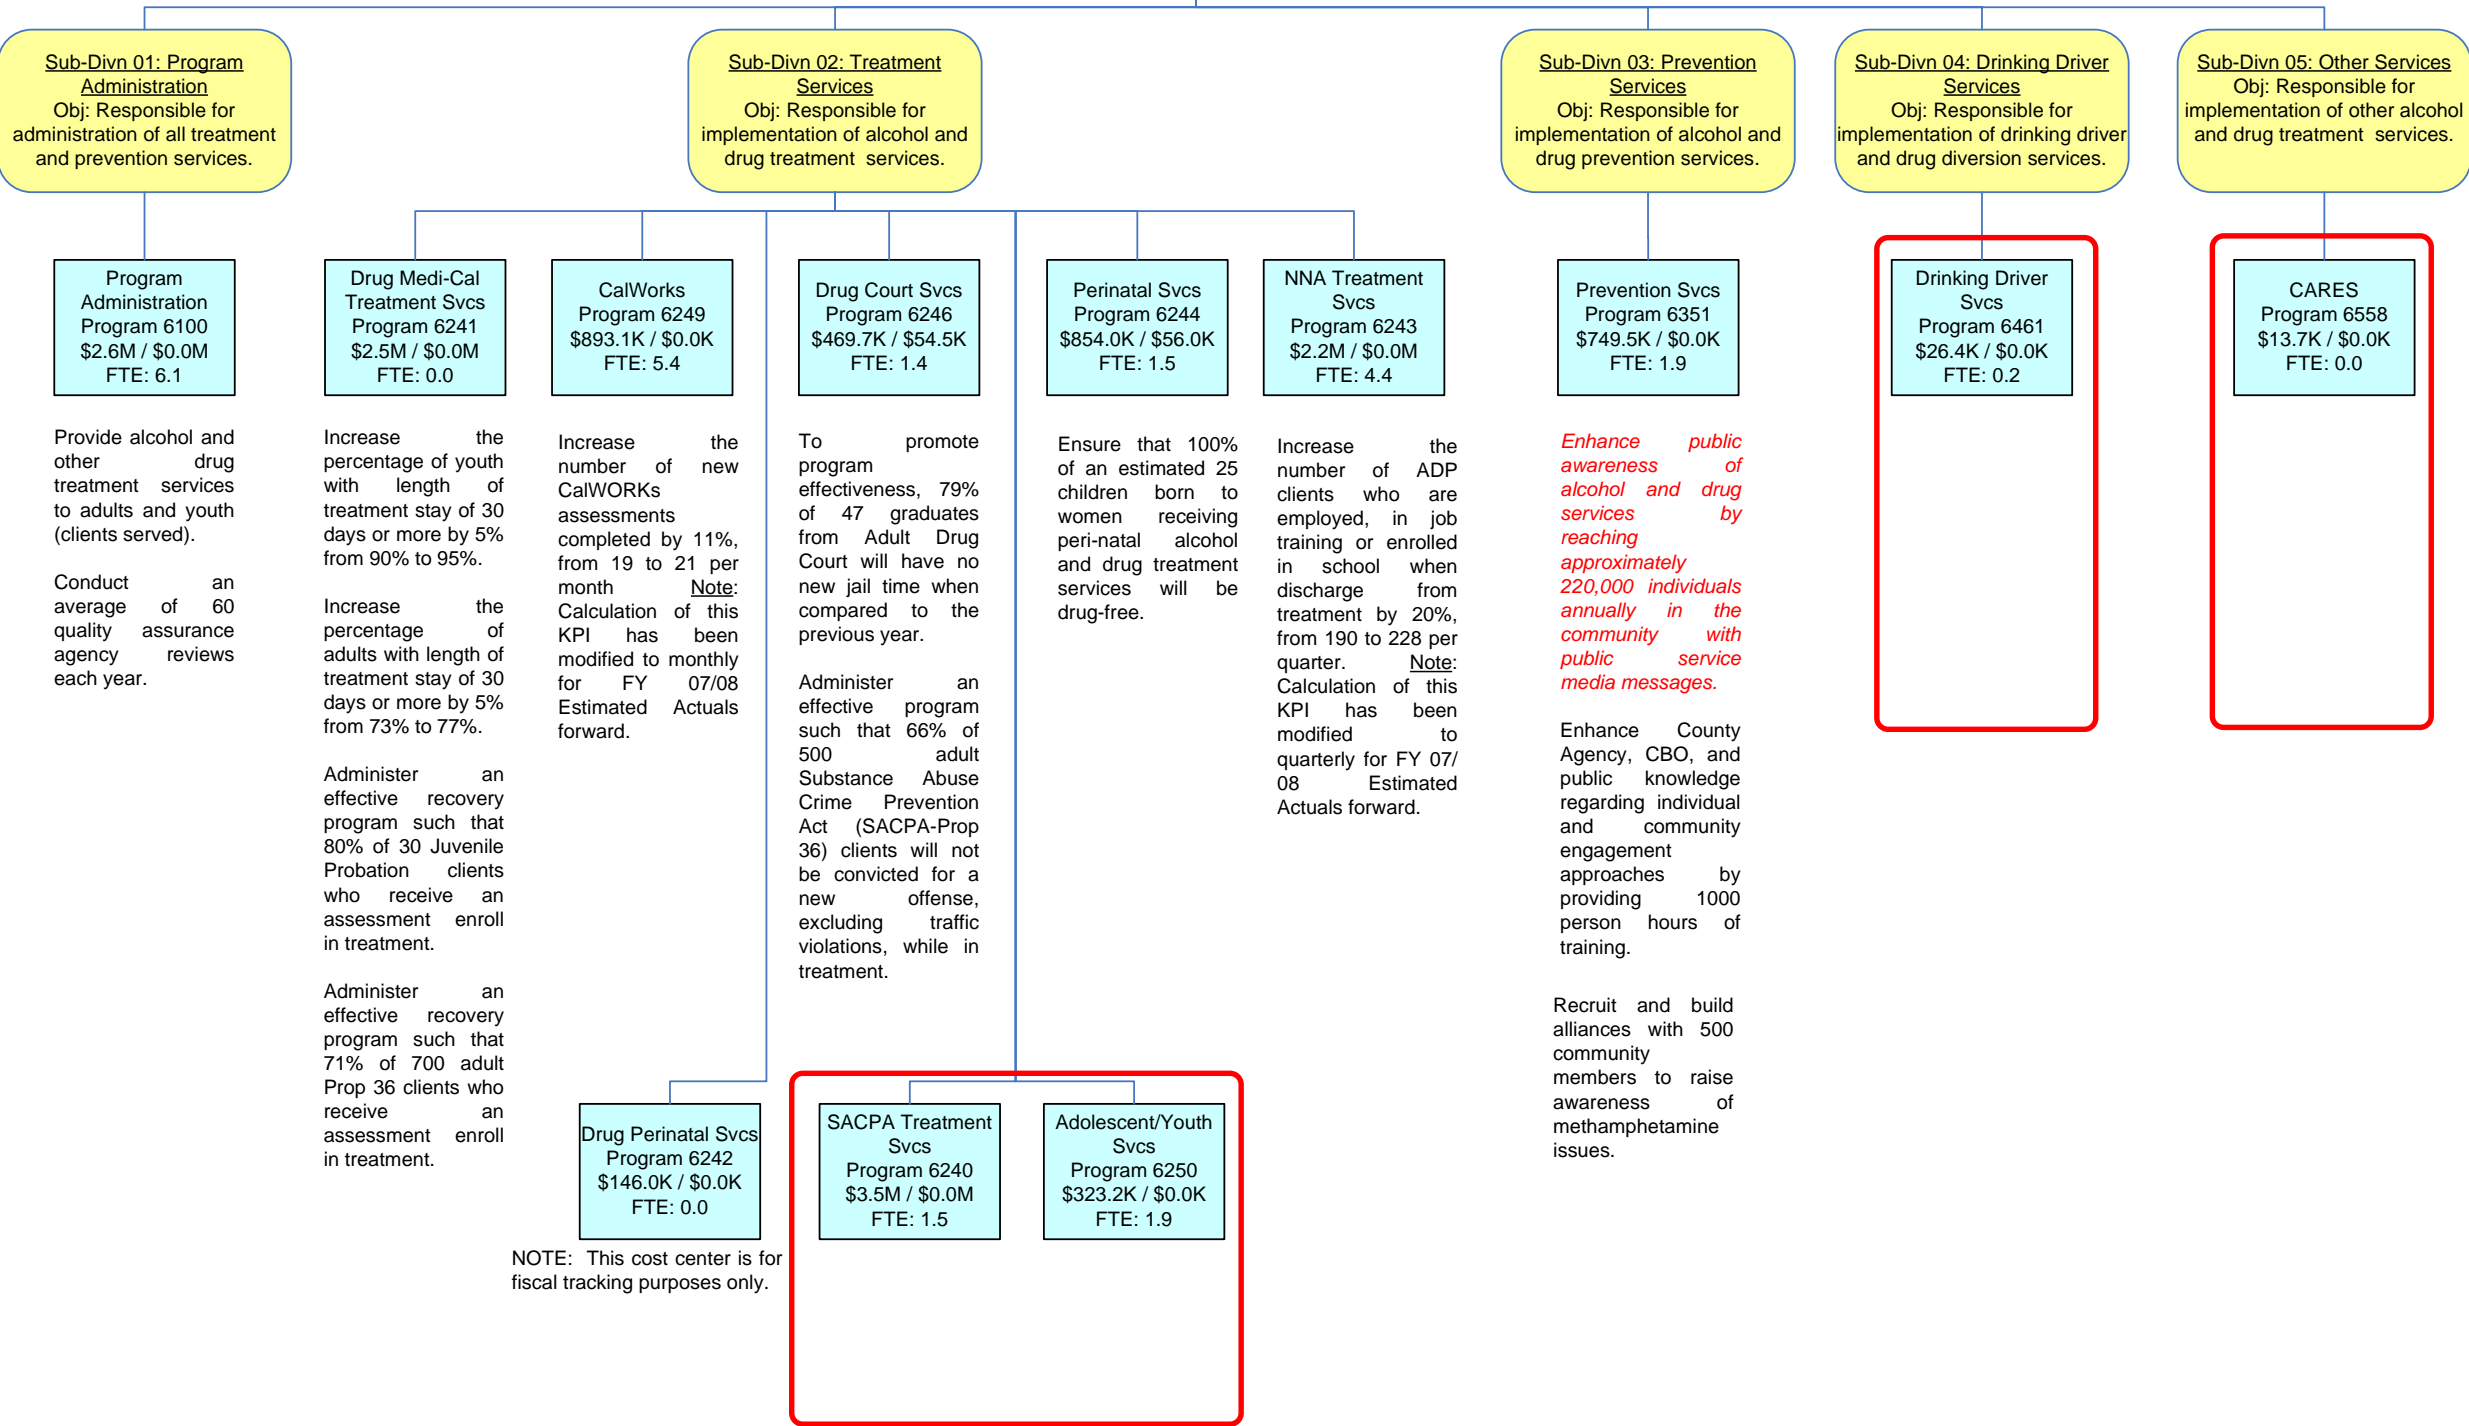 Sub-Divn 01: Program
Administration
Obj: Responsible for
administration of all treatment
and prevention services.
Sub-Divn 02: Treatment
Services
Obj: Responsible for
implementation of alcohol and
drug treatment  services.
Sub-Divn 03: Prevention
Services
Obj: Responsible for
implementation of alcohol and
drug prevention services.
Sub-Divn 04: Drinking Driver
Services
Obj: Responsible for
implementation of drinking driver
and drug diversion services.
Sub-Divn 05: Other Services
Obj: Responsible for
implementation of other alcohol
and drug treatment  services.
Program
Administration
Program 6100
$2.6M / $0.0M
FTE: 6.1
Drug Medi-Cal
Treatment Svcs
Program 6241
$2.5M / $0.0M
FTE: 0.0
CalWorks
Program 6249
$893.1K / $0.0K
FTE: 5.4
Drug Court Svcs
Program 6246
$469.7K / $54.5K
FTE: 1.4
Perinatal Svcs
Program 6244
$854.0K / $56.0K
FTE: 1.5
NNA Treatment
Svcs
Program 6243
$2.2M / $0.0M
FTE: 4.4
Prevention Svcs
Program 6351
$749.5K / $0.0K
FTE: 1.9
Drinking Driver
Svcs
Program 6461
$26.4K / $0.0K
FTE: 0.2
CARES
Program 6558
$13.7K / $0.0K
FTE: 0.0
Provide alcohol and
other drug
treatment services
to adults and youth
(clients served).
Conduct an
average of 60
quality assurance
agency reviews
each year.
Increase the
percentage of youth
with length of
treatment stay of 30
days or more by 5%
from 90% to 95%.
Increase the
percentage of
adults with length of
treatment stay of 30
days or more by 5%
from 73% to 77%.
Administer an
effective recovery
program such that
80% of 30 Juvenile
Probation clients
who receive an
assessment enroll
in treatment.
Administer an
effective recovery
program such that
71% of 700 adult
Prop 36 clients who
receive an
assessment enroll
in treatment.
Increase the
number of new
CalWORKs
assessments
completed by 11%,
from 19 to 21 per
month Note:
Calculation of this
KPI has been
modified to monthly
for FY 07/08
Estimated Actuals
forward.
To promote
program
effectiveness, 79%
of 47 graduates
from Adult Drug
Court will have no
new jail time when
compared to the
previous year.
Administer an
effective program
such that 66% of
500 adult
Substance Abuse
Crime Prevention
Act (SACPA-Prop
36) clients will not
be convicted for a
new offense,
excluding traffic
violations, while in
treatment.
Ensure that 100%
of an estimated 25
children born to
women receiving
peri-natal alcohol
and drug treatment
services will be
drug-free.
Increase the
number of ADP
clients who are
employed, in job
training or enrolled
in school when
discharge from
treatment by 20%,
from 190 to 228 per
quarter. Note:
Calculation of this
KPI has been
modified to
quarterly for FY 07/
08 Estimated
Actuals forward.
Enhance public
awareness of
alcohol and drug
services by
reaching
approximately
220,000 individuals
annually in the
community with
public service
media messages.
Enhance County
Agency, CBO, and
public knowledge
regarding individual
and community
engagement
approaches by
providing 1000
person hours of
training.
Recruit and build
alliances with 500
community
members to raise
awareness of
methamphetamine
issues.
Drug Perinatal Svcs
Program 6242
$146.0K / $0.0K
FTE: 0.0
NOTE:  This cost center is for
fiscal tracking purposes only.
SACPA Treatment
Svcs
Program 6240
$3.5M / $0.0M
FTE: 1.5
Adolescent/Youth
Svcs
Program 6250
$323.2K / $0.0K
FTE: 1.9